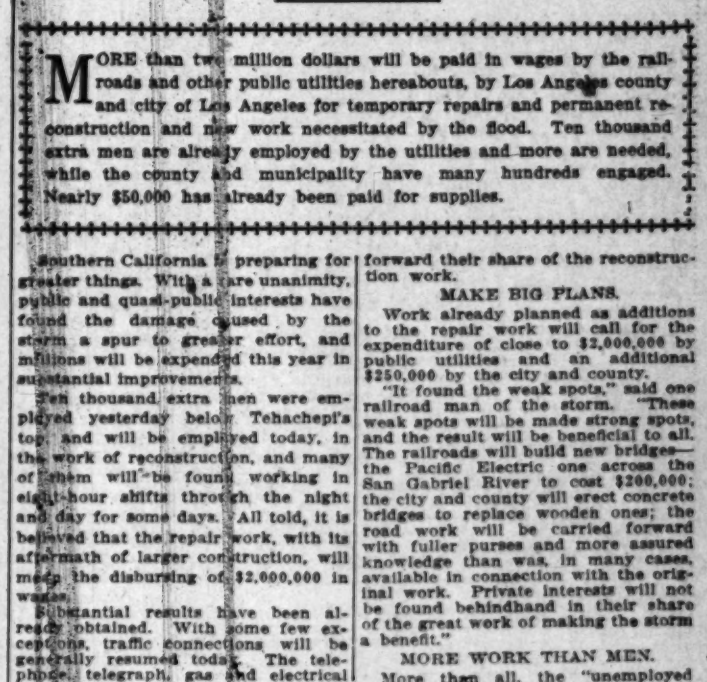 MORE than two million dollars will be paid in wages by the rail-
roads and other public utilities hereabouts, by Los Angeles county
and city of Los Angeles for temporary repairs and permanent re-
construction and new work necessitated by the flood. Ten thousand
extra men are already employed by the utilities and more are needed,
while the county and municipality have many hundreds engaged.
Nearly $50,000 has already been paid for supplies.
Southern California is preparing for
greater things. With a rare unanimity,
public and quasi-public interests have
found the damage caused by the
storm a spur to greater effort, and
millions will be expended this year in
substantial improvements.
Ten thousand extra men were em-
ployed yesterday below Tehachepi's
top, and will be employed today, in
the work of reconstruction, and many
of them will be found working in
eight-hour shifts through the night
and day for some days. All told, it is
believed that the repair work, with its
aftermath of larger construction, will
mean the disbursing of $2,000,000 in
wages.
Substantial results have been al-
ready obtained. With some few ex-
ceptions, traffic connections will be
generally resumed today. The tele-
phone, telegraph, gas and electrical
forward their share of the reconstruc-
tion work.
MAKE BIG PLANS.
Work already planned as additions
to the repair work will call for the
expenditure of close to $2,000,000 by
public utilities and an additional
$250,000 by the city and county.
"It found the weak spots," said one
railroad man of the storm. "These
weak spots will be made strong spots,
and the result will be beneficial to all.
The railroads will build new bridges—
the Pacific Electric one across the
San Gabriel River to cost $200,000;
the city and county will erect concrete
bridges to replace wooden ones; the
road work will be carried forward
with fuller purses and more assured
knowledge than was, in many cases,
available in connection with the orig-
inal work. Private interests will not
be found behindhand in their share
of the great work of making the storm
a benefit."
MORE WORK THAN MEN.
More than all, the "unemployed